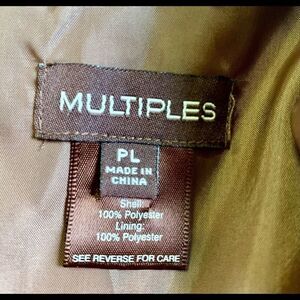 MULTIPLES
PL
MADE IN
CHINA
Shell:
100% Polyester
Lining:
100% Polyester
SEE REVERSE FOR CARE